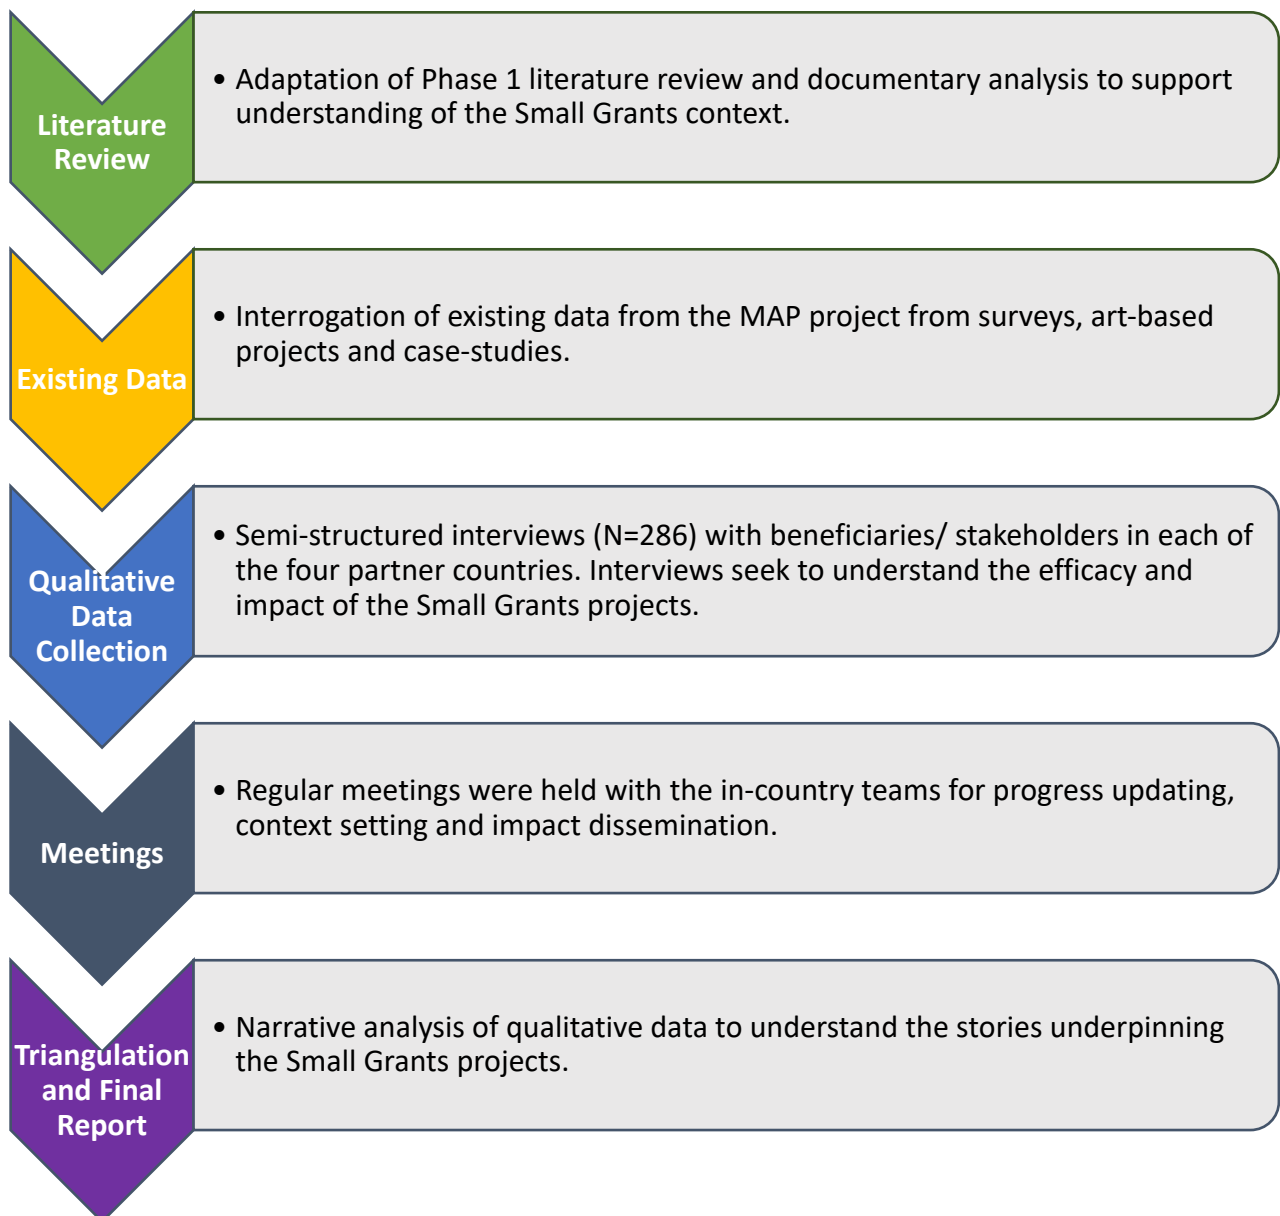 Literature
Review
• Adaptation of Phase 1 literature review and documentary analysis to support
understanding of the Small Grants context.
Existing Data
• Interrogation of existing data from the MAP project from surveys, art-based
projects and case-studies.
Qualitative
Data
Collection
• Semi-structured interviews (N=286) with beneficiaries/ stakeholders in each of
the four partner countries. Interviews seek to understand the efficacy and
impact of the Small Grants projects.
Meetings
• Regular meetings were held with the in-country teams for progress updating,
context setting and impact dissemination.
Triangulation
and Final
Report
• Narrative analysis of qualitative data to understand the stories underpinning
the Small Grants projects.